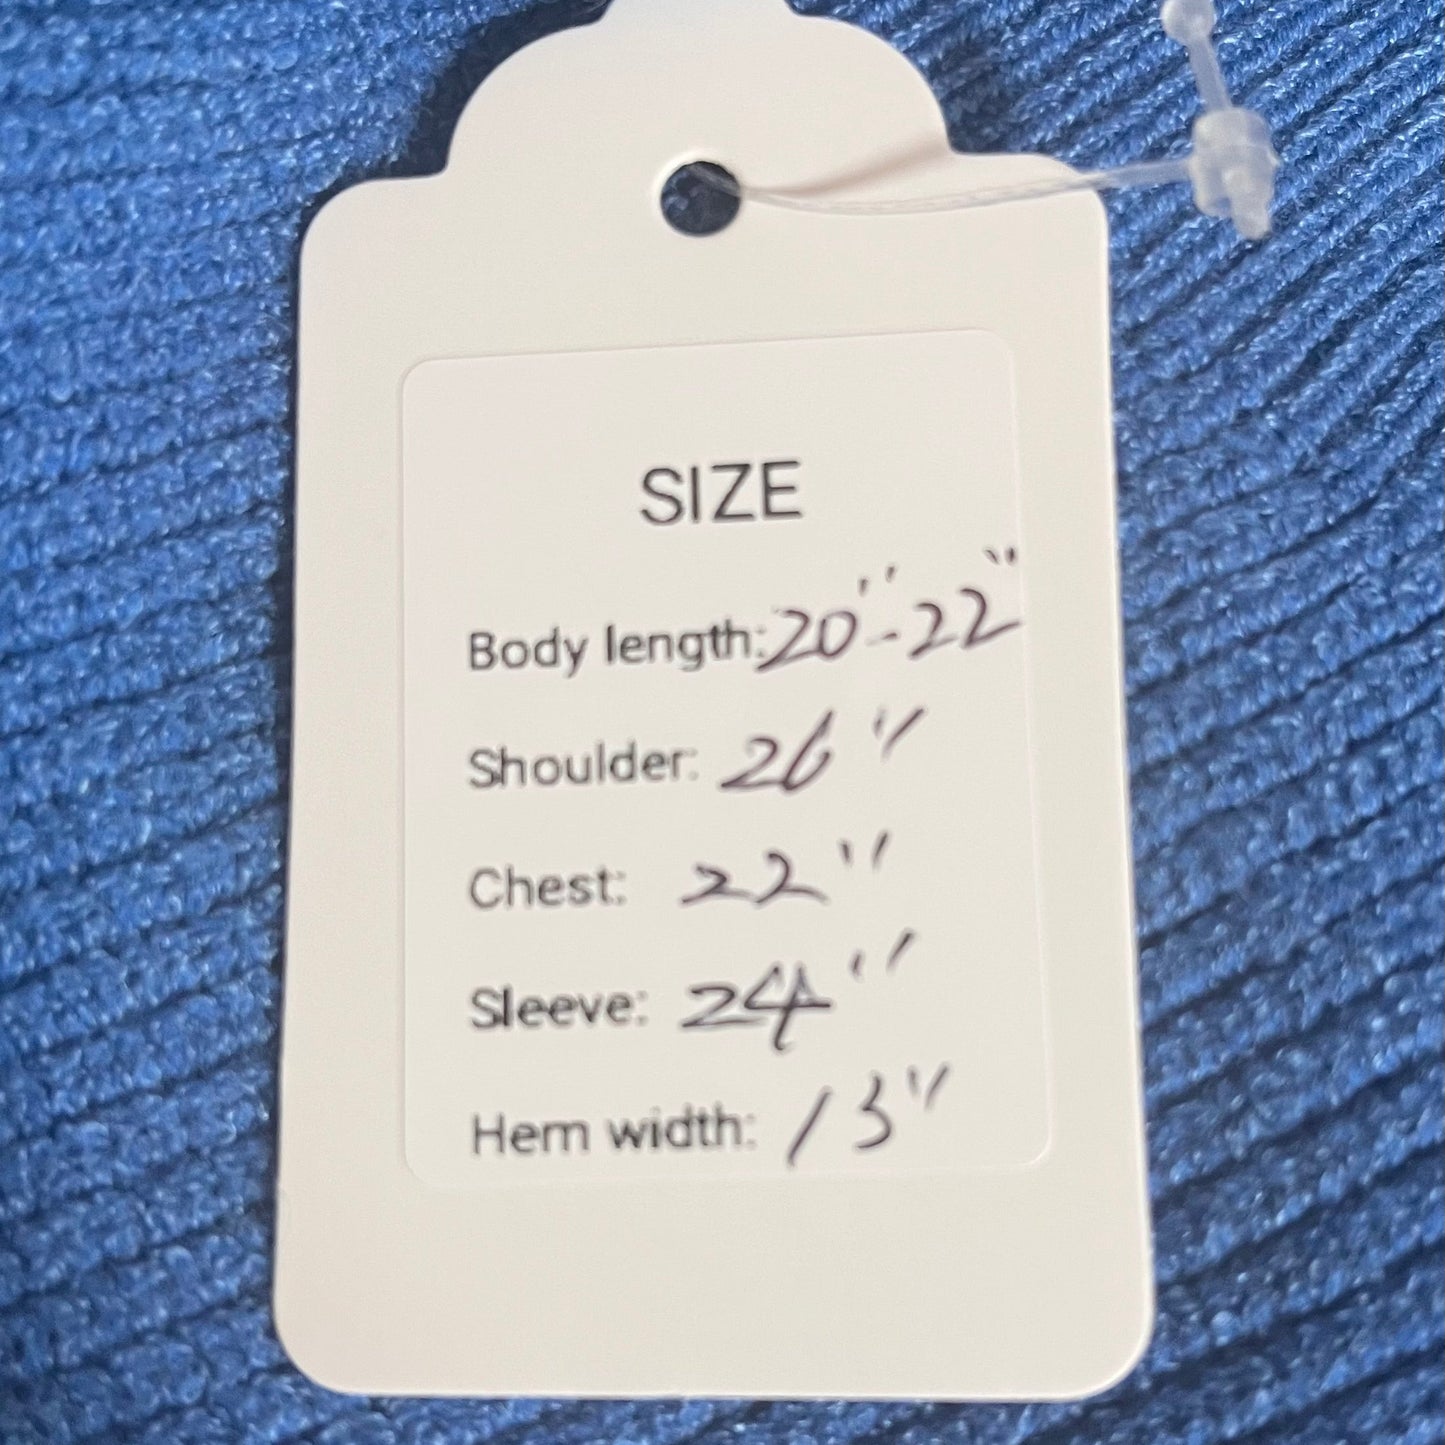 SIZE
Body length: 20"-22"
Shoulder: 26"
Chest: 22"
Sleeve: 24"
Hem width: 13"